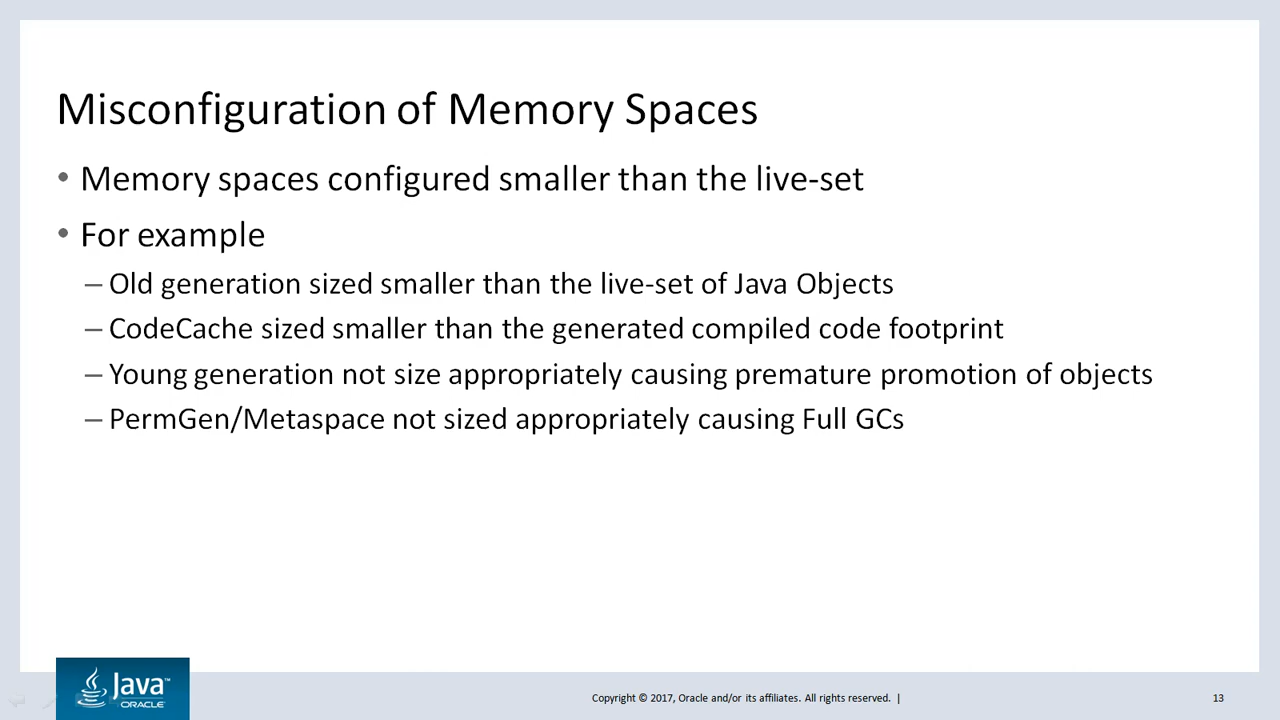 Misconfiguration of Memory Spaces
• Memory spaces configured smaller than the live-set
• For example
– Old generation sized smaller than the live-set of Java Objects
– CodeCache sized smaller than the generated compiled code footprint
– Young generation not size appropriately causing premature promotion of objects
– PermGen/Metaspace not sized appropriately causing Full GCs
Java™
ORACLE
Copyright © 2017, Oracle and/or its affiliates. All rights reserved. |
13